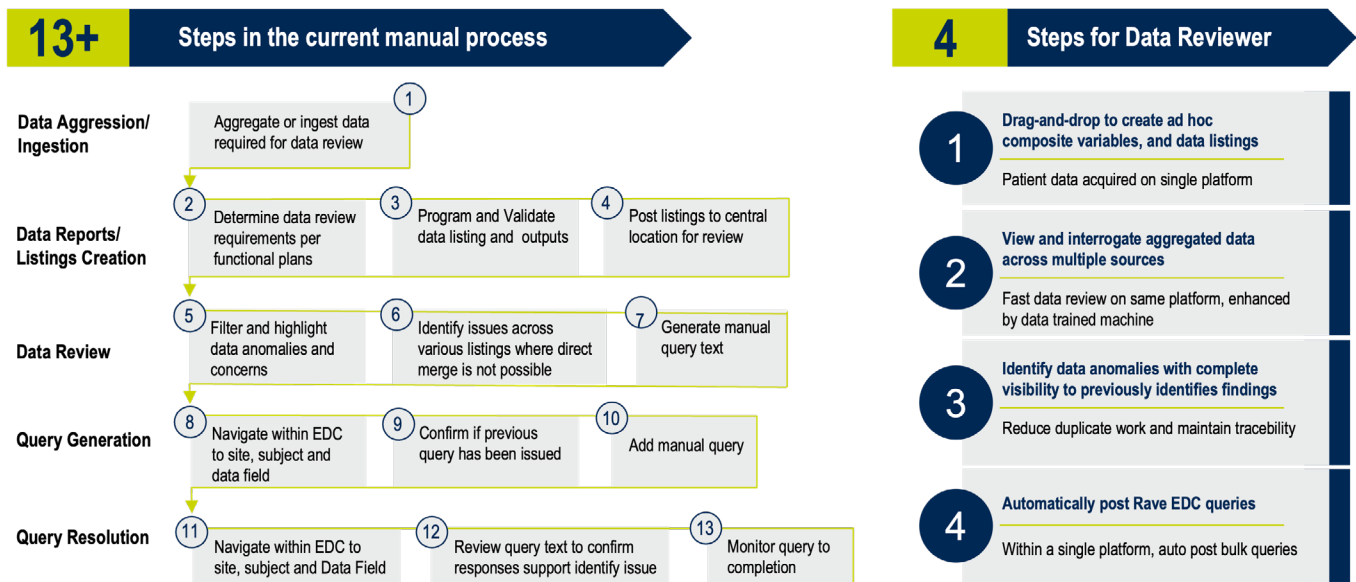 13+
Steps in the current manual process
Data Aggression/
Ingestion
1
Aggregate or ingest data
required for data review
Data Reports/
Listings Creation
2
Determine data review
requirements per
functional plans
3
Program and Validate
data listing and outputs
4
Post listings to central
location for review
Data Review
5
Filter and highlight
data anomalies and
concerns
6
Identify issues across
various listings where direct
merge is not possible
7
Generate manual
query text
Query Generation
8
Navigate within EDC
to site, subject and
data field
9
Confirm if previous
query has been issued
10
Add manual query
Query Resolution
11
Navigate within EDC to
site, subject and Data Field
12
Review query text to confirm
responses support identify issue
13
Monitor query to
completion
4
Steps for Data Reviewer
1
Drag-and-drop to create ad hoc
composite variables, and data listings
Patient data acquired on single platform
2
View and interrogate aggregated data
across multiple sources
Fast data review on same platform, enhanced
by data trained machine
3
Identify data anomalies with complete
visibility to previously identifies findings
Reduce duplicate work and maintain tracebility
4
Automatically post Rave EDC queries
Within a single platform, auto post bulk queries